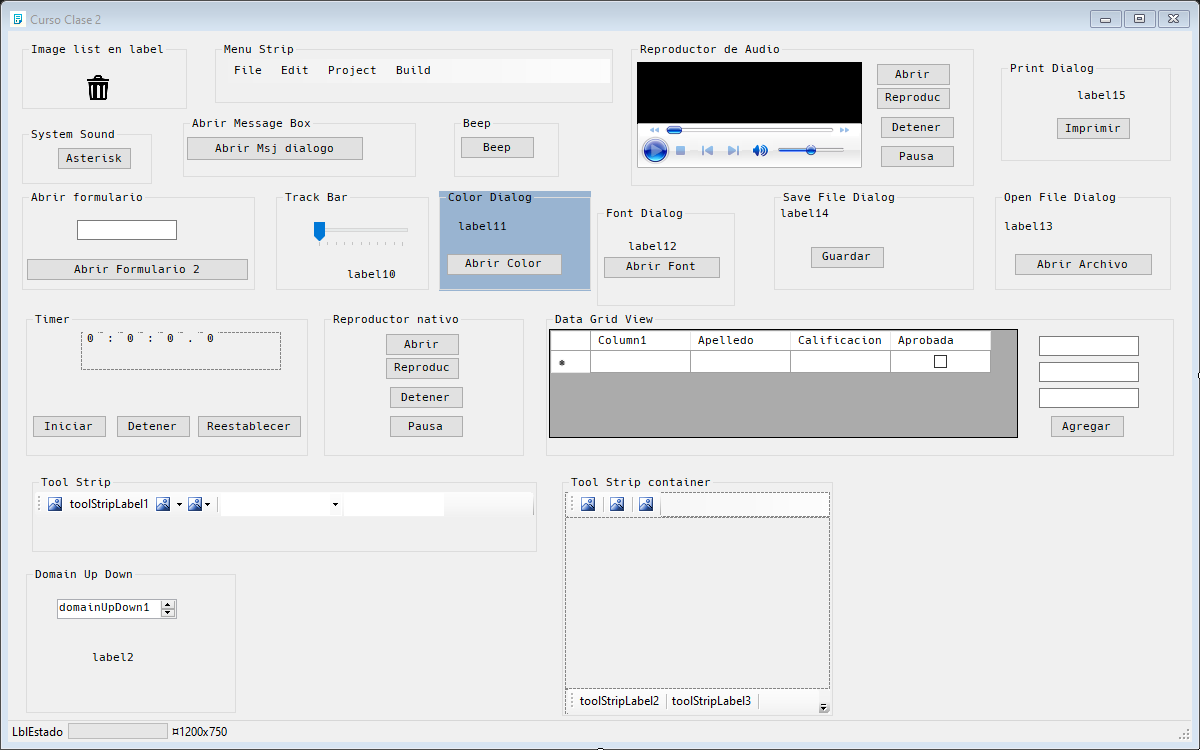 Curso Clase 2
Image list en label
Menu Strip
File Edit Project Build
Reproductor de Audio
Abrir
Reproduc
Detener
Pausa
Print Dialog
label15
Imprimir
System Sound
Asterisk
Abrir Message Box
Abrir Msj dialogo
Beep
Beep
Abrir formulario
Abrir Formulario 2
Track Bar
label10
Color Dialog
label11
Abrir Color
Font Dialog
label12
Abrir Font
Save File Dialog
label14
Guardar
Open File Dialog
label13
Abrir Archivo
Timer
0 : 0 : 0 . 0
Iniciar Detener Reestablecer
Reproductor nativo
Abrir
Reproduc
Detener
Pausa
Data Grid View
Column1 Apelledo Calificacion Aprobada
Agregar
Tool Strip
toolStripLabel1
Tool Strip container
toolStripLabel2 toolStripLabel3
Domain Up Down
domainUpDown1
label2
LblEstado ¤1200x750